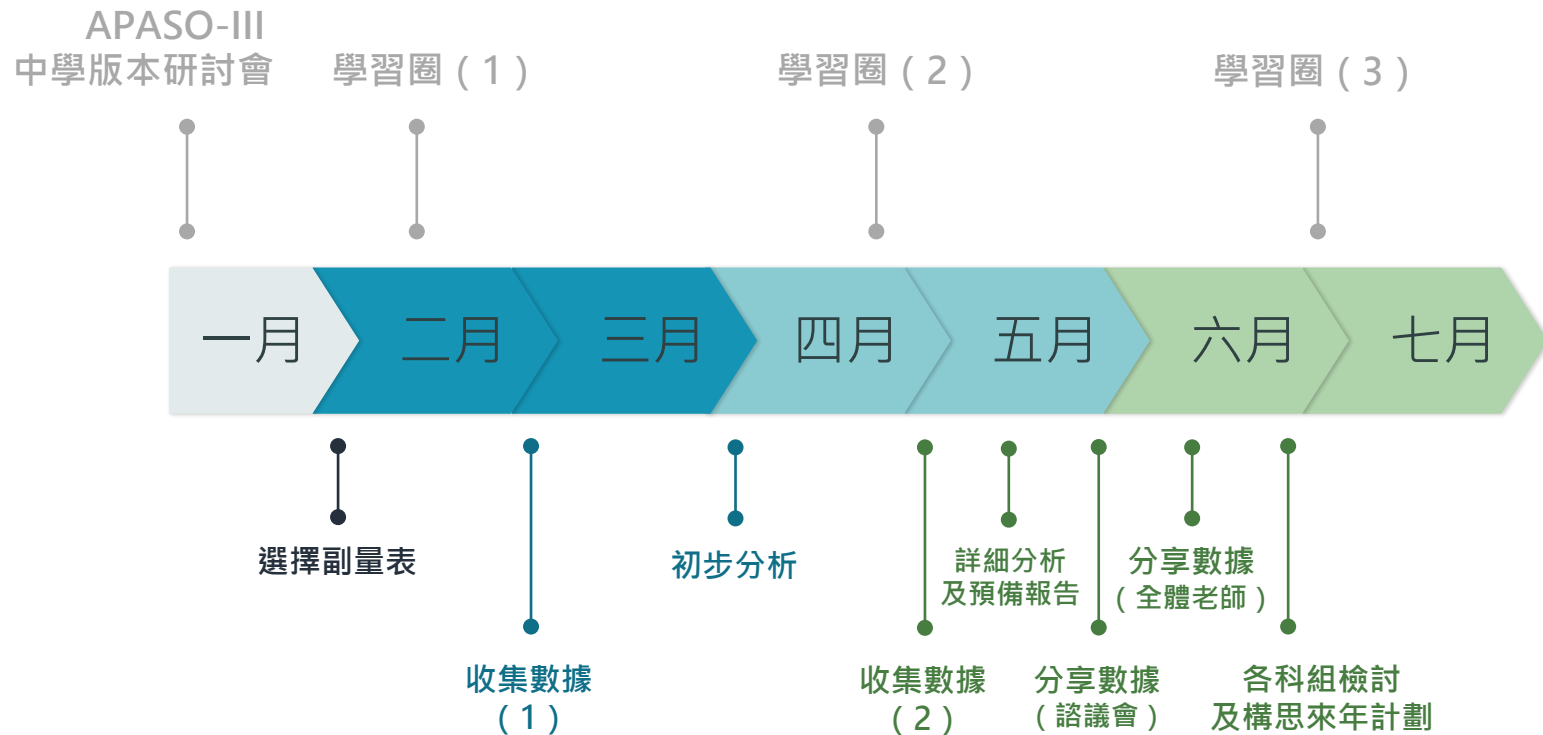 APASO-III
中學版本研討會
學習圈（1）
學習圈（2）
學習圈（3）
一月
二月
三月
四月
五月
六月
七月
選擇副量表
收集數據
（1）
初步分析
收集數據
（2）
詳細分析
及預備報告
分享數據
（諮議會）
分享數據
（全體老師）
各科組檢討
及構思來年計劃